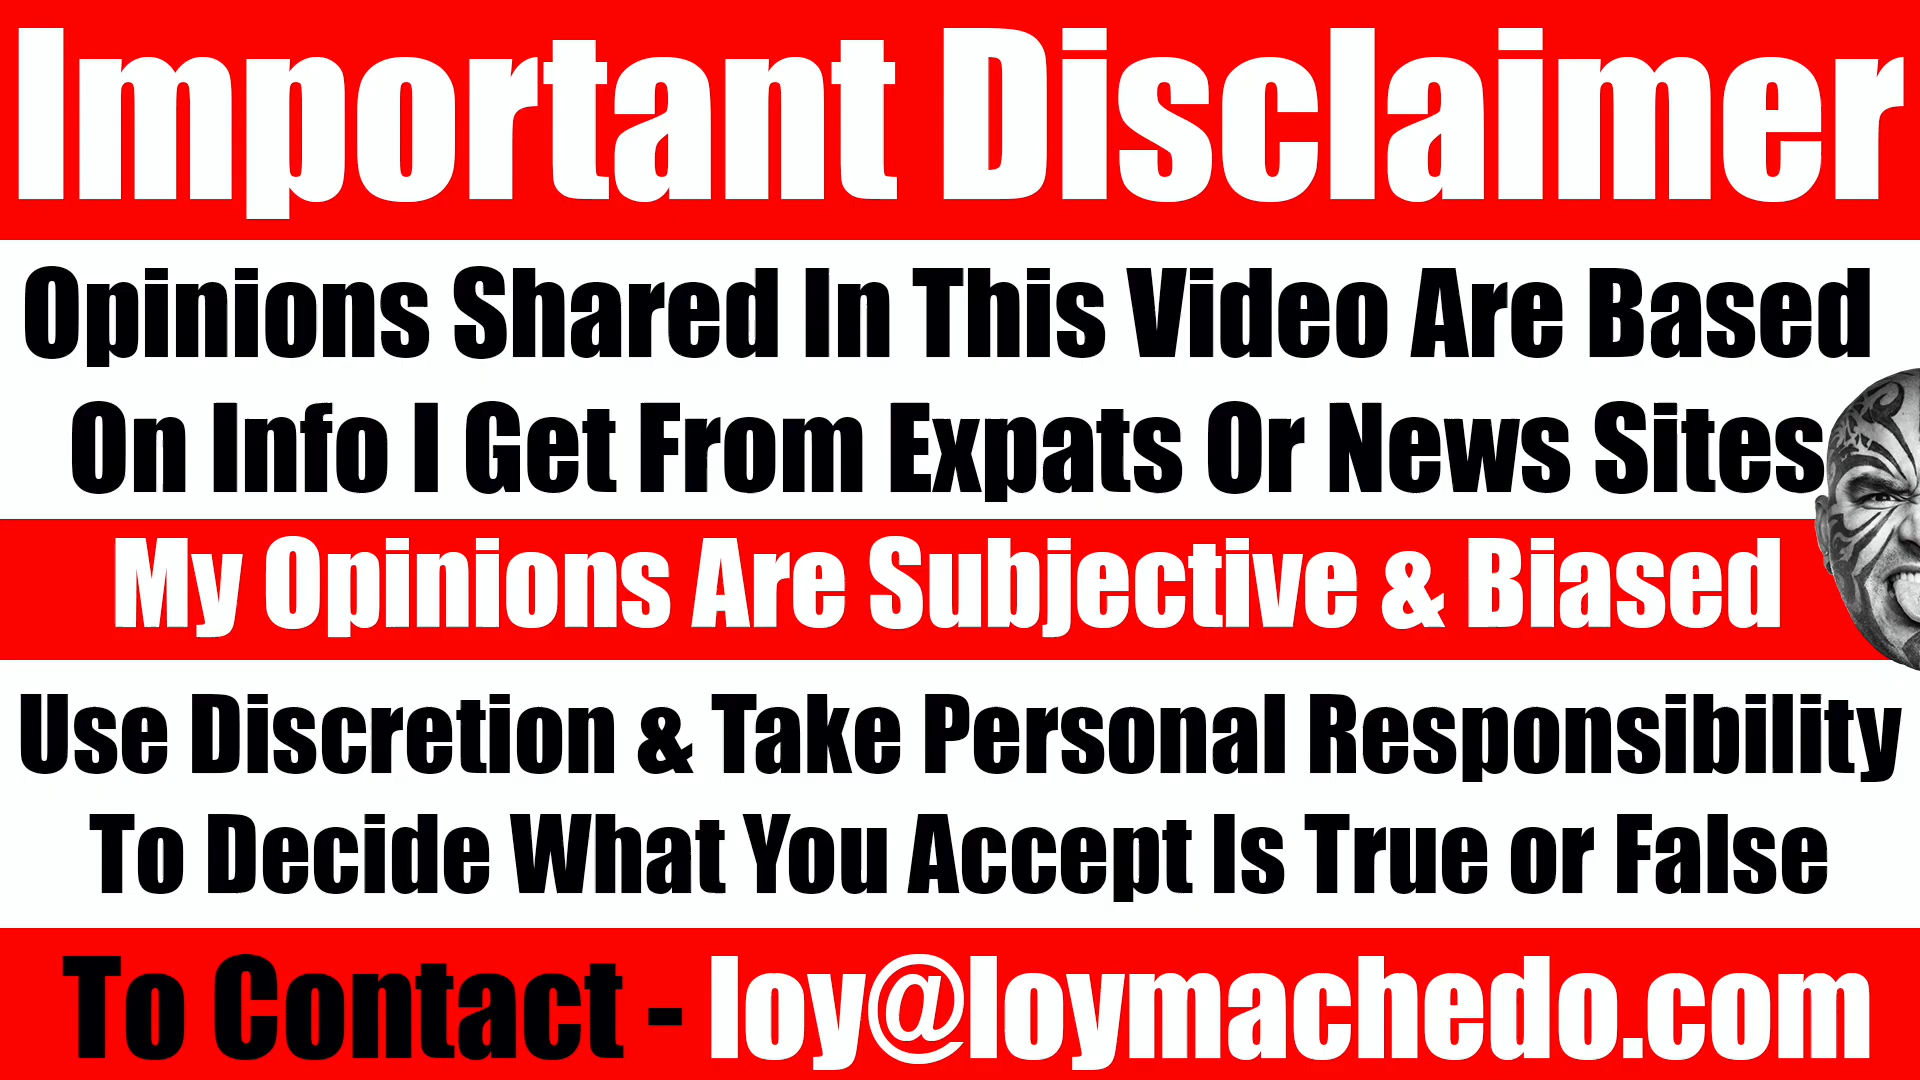 Important Disclaimer
Opinions Shared In This Video Are Based
On Info I Get From Expats Or News Sites
My Opinions Are Subjective & Biased
Use Discretion & Take Personal Responsibility
To Decide What You Accept Is True or False
To Contact - loy@loymachedo.com